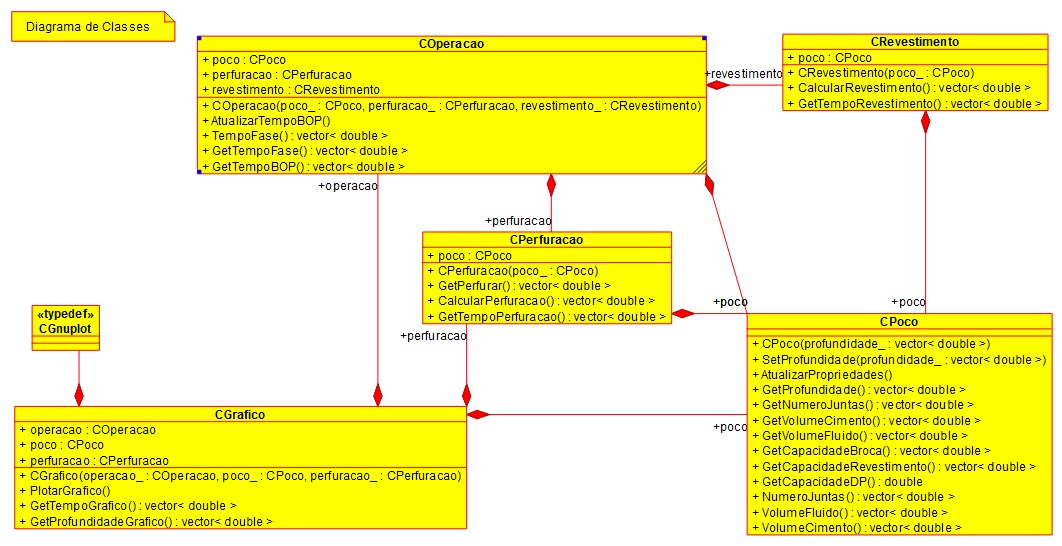 Diagrama de Classes
COperacao
+ poco : CPoco
+ perfuracao : CPerfuracao
+ revestimento : CRevestimento
+ COperacao(poco_ : CPoco, perfuracao_ : CPerfuracao, revestimento_ : CRevestimento)
+ AtualizarTempoBOP()
+ TempoFase() : vector< double >
+ GetTempoFase() : vector< double >
+ GetTempoBOP() : vector< double >
+revestimento
CRevestimento
+ poco : CPoco
+ CRevestimento(poco_ : CPoco)
+ CalcularRevestimento() : vector< double >
+ GetTempoRevestimento() : vector< double >
+operacao
+perfuracao
CPerfuracao
+ poco : CPoco
+ CPerfuracao(poco_ : CPoco)
+ GetPerfurar() : vector< double >
+ CalcularPerfuracao() : vector< double >
+ GetTempoPerfuracao() : vector< double >
+poco
+poco
+perfuracao
«typedef»
CGnuplot
CPoco
+ CPoco(profundidade_ : vector< double >)
+ SetProfundidade(profundidade_ : vector< double >)
+ AtualizarPropriedades()
+ GetProfundidade() : vector< double >
+ GetNumeroJuntas() : vector< double >
+ GetVolumeCimento() : vector< double >
+ GetVolumeFluido() : vector< double >
+ GetCapacidadeBroca() : vector< double >
+ GetCapacidadeRevestimento() : vector< double >
+ GetCapacidadeDP() : double
+ NumeroJuntas() : vector< double >
+ VolumeFluido() : vector< double >
+ VolumeCimento() : vector< double >
CGrafico
+ operacao : COperacao
+ poco : CPoco
+ perfuracao : CPerfuracao
+ CGrafico(operacao_ : COperacao, poco_ : CPoco, perfuracao_ : CPerfuracao)
+ PlotarGrafico()
+ GetTempoGrafico() : vector< double >
+ GetProfundidadeGrafico() : vector< double >
+poco